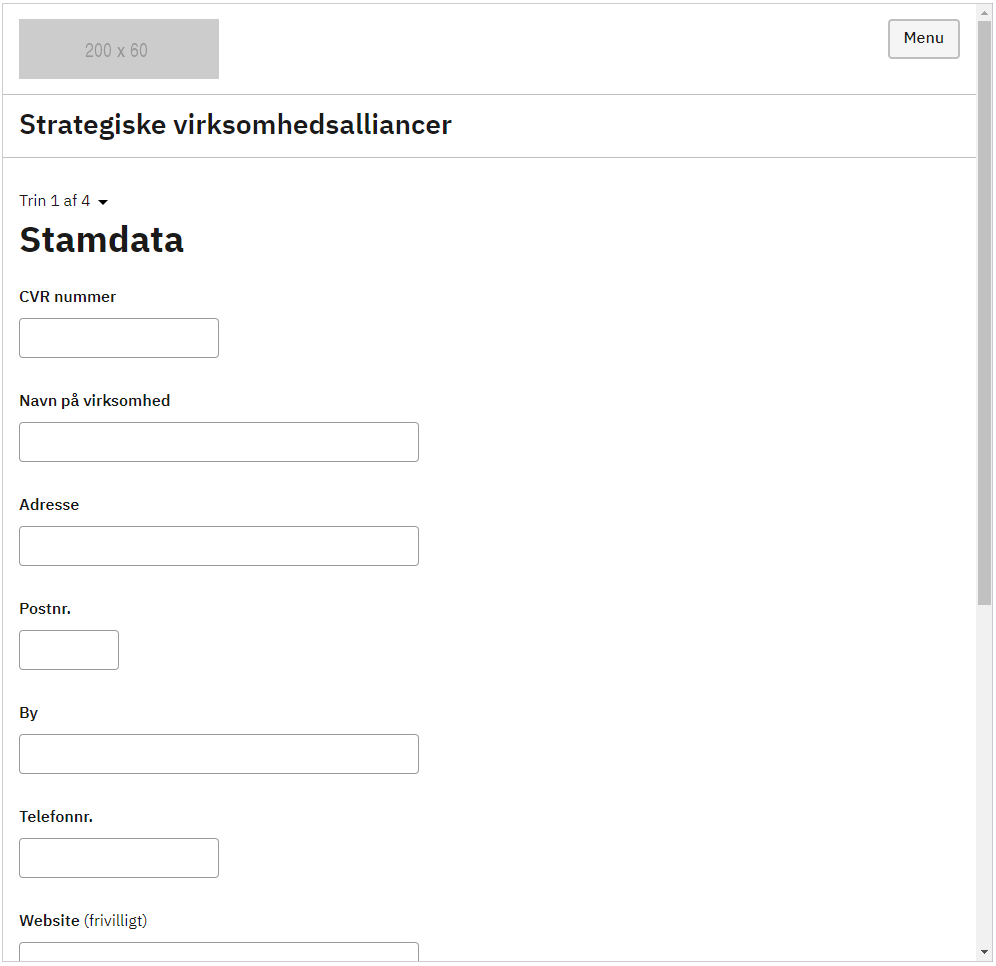 200 x 60
Menu
Strategiske virksomhedsalliancer
Trin 1 af 4
Stamdata
CVR nummer
Navn på virksomhed
Adresse
Postnr.
By
Telefonnr.
Website (frivilligt)